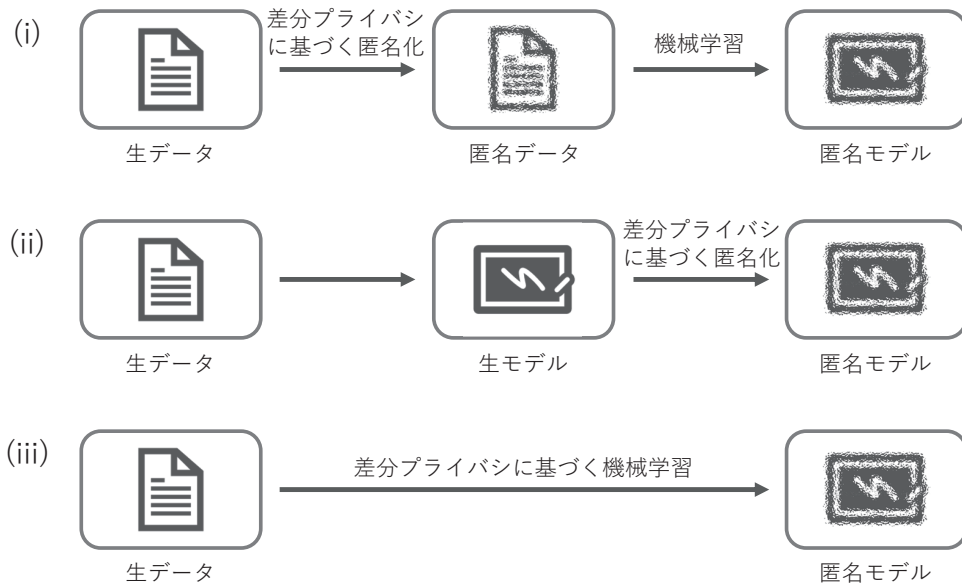 (i)
差分プライバシ
に基づく匿名化
機械学習
生データ
匿名データ
匿名モデル
(ii)
差分プライバシ
に基づく匿名化
生データ
生モデル
匿名モデル
(iii)
差分プライバシに基づく機械学習
生データ
匿名モデル